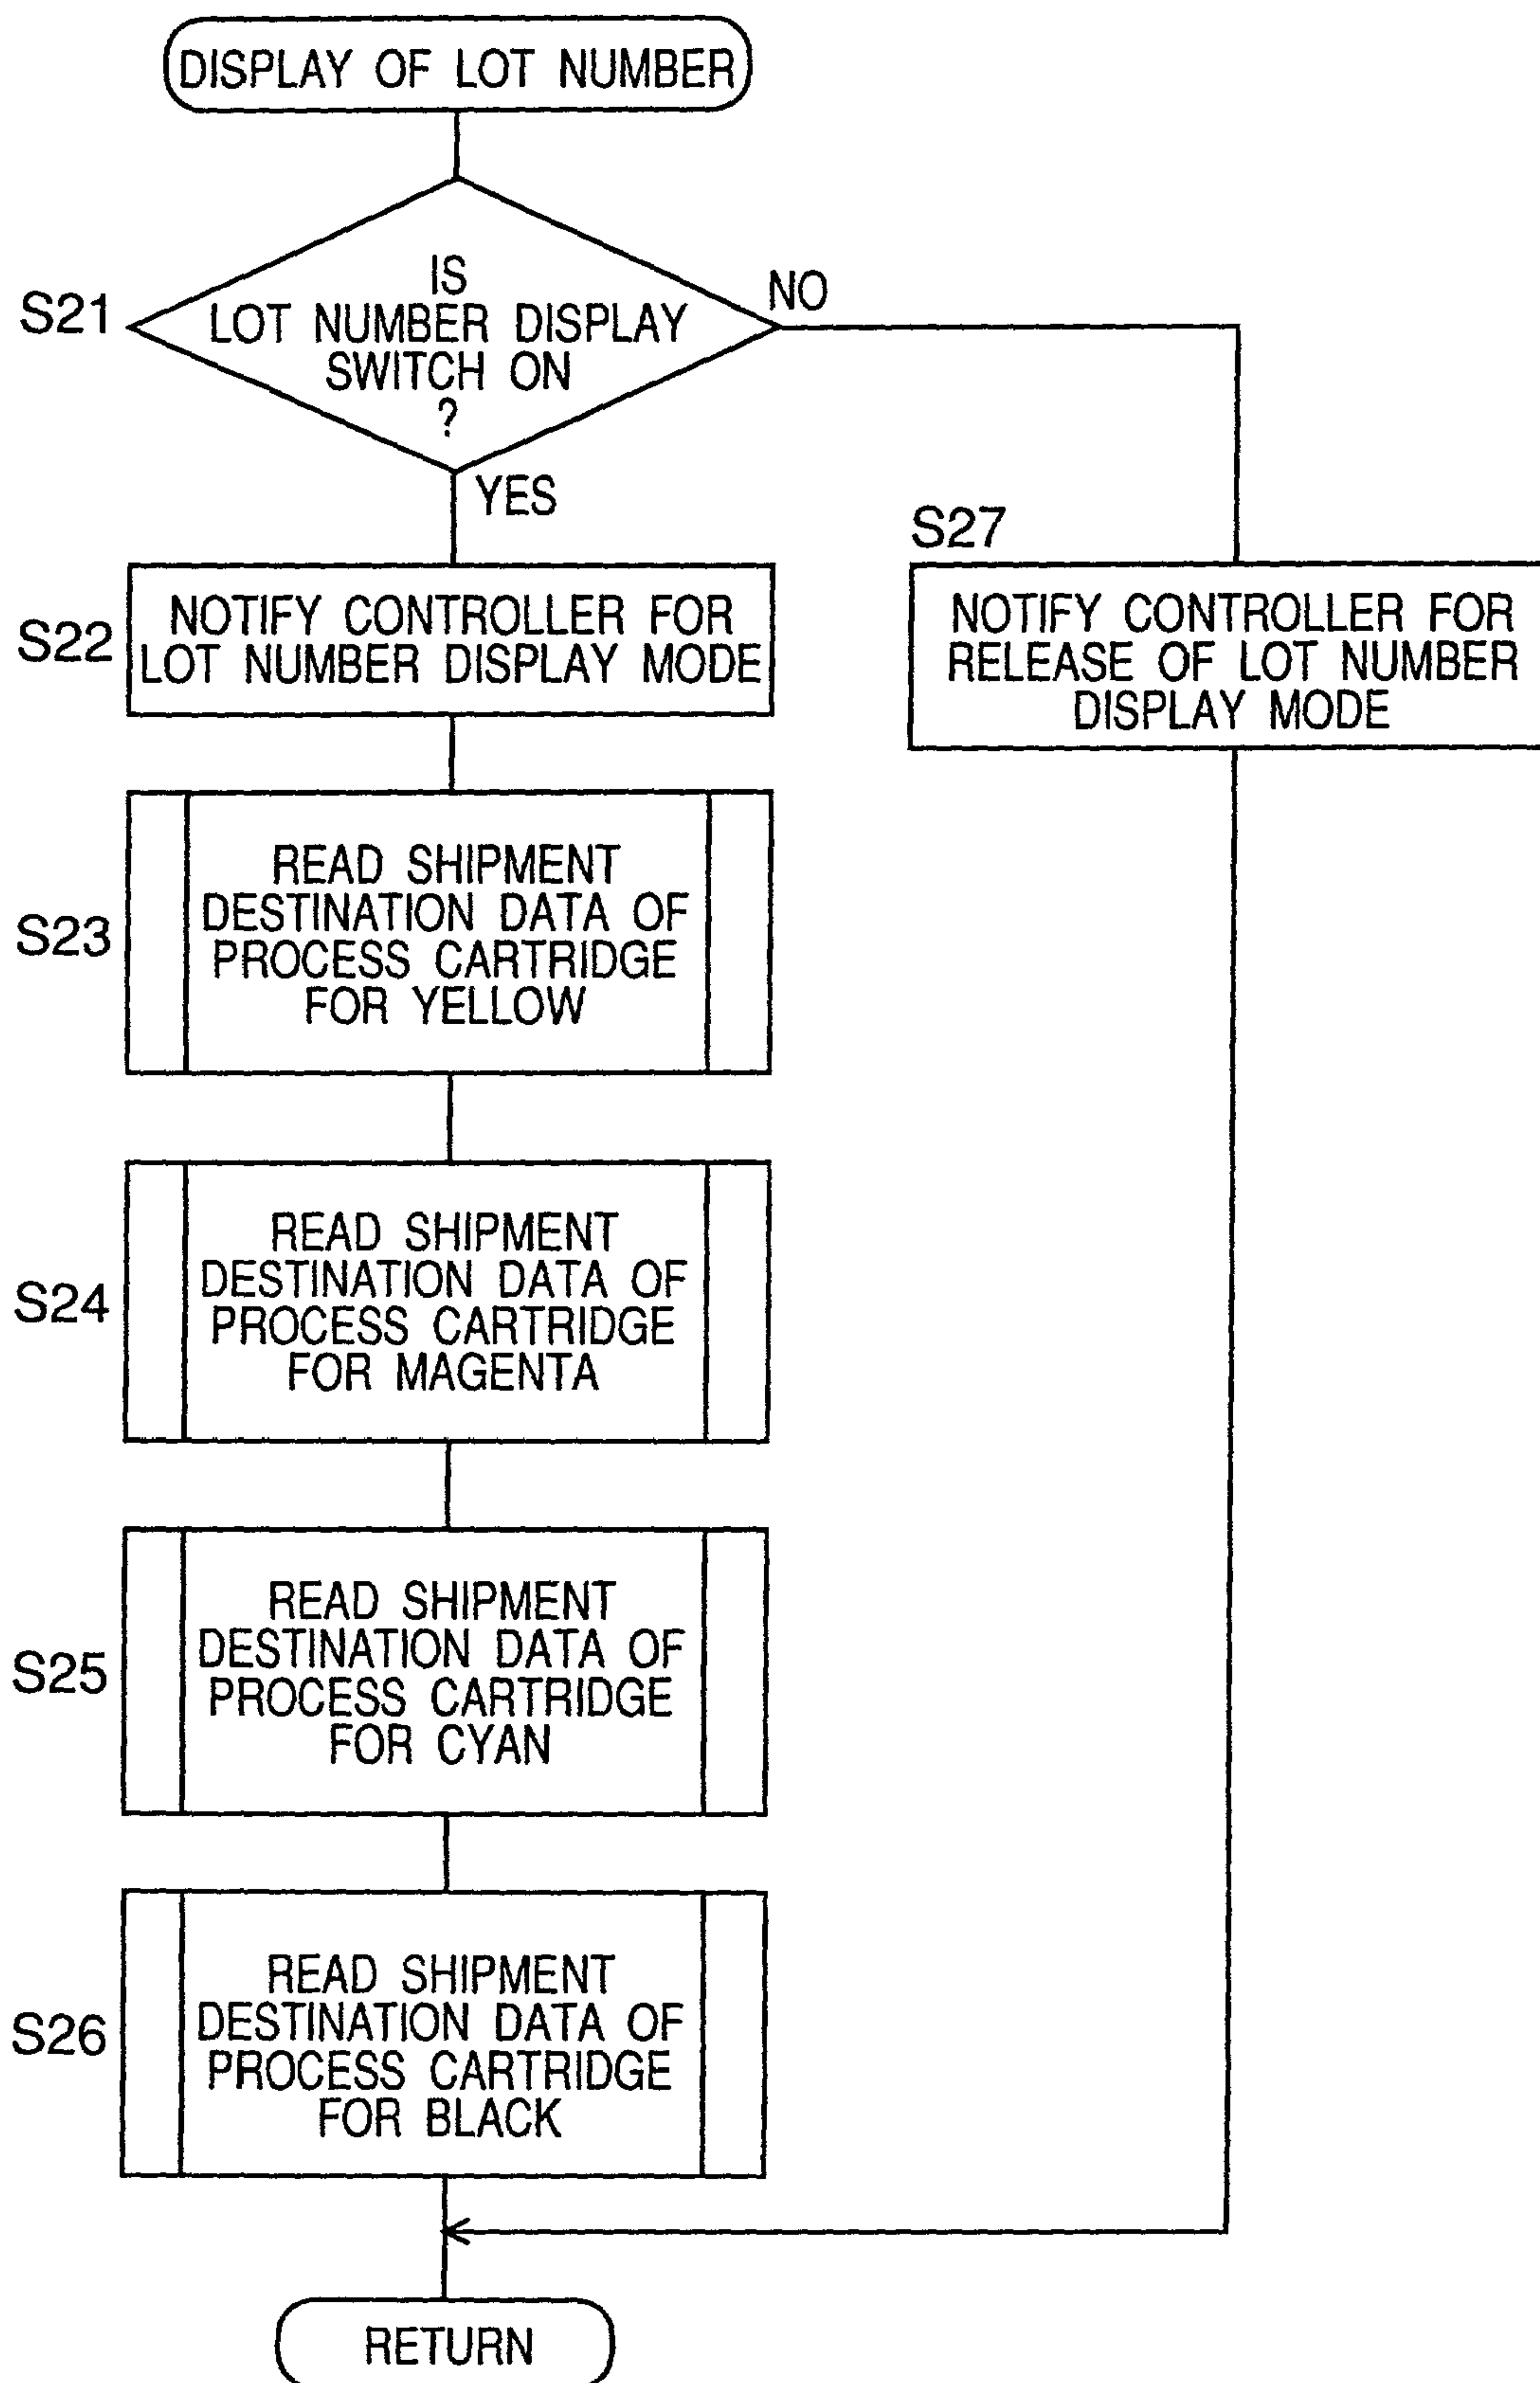 DISPLAY OF LOT NUMBER
S21
IS
LOT NUMBER DISPLAY
SWITCH ON
?
NO
YES
S22
NOTIFY CONTROLLER FOR
LOT NUMBER DISPLAY MODE
S27
NOTIFY CONTROLLER FOR
RELEASE OF LOT NUMBER
DISPLAY MODE
S23
READ SHIPMENT
DESTINATION DATA OF
PROCESS CARTRIDGE
FOR YELLOW
S24
READ SHIPMENT
DESTINATION DATA OF
PROCESS CARTRIDGE
FOR MAGENTA
S25
READ SHIPMENT
DESTINATION DATA OF
PROCESS CARTRIDGE
FOR CYAN
S26
READ SHIPMENT
DESTINATION DATA OF
PROCESS CARTRIDGE
FOR BLACK
RETURN